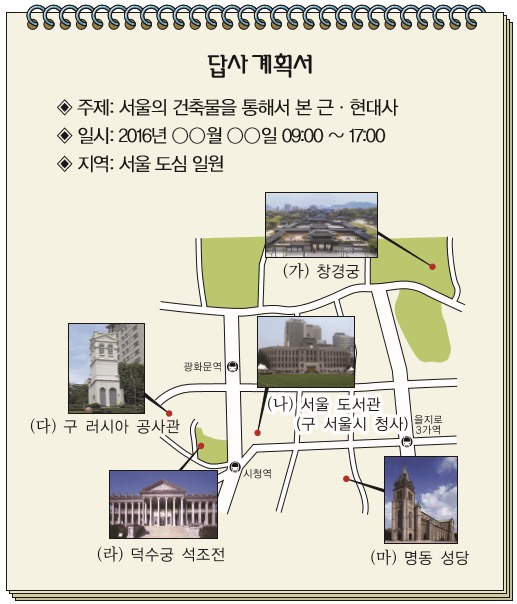 답사 계획서
◈ 주제: 서울의 건축물을 통해서 본 근 · 현대사
◈ 일시: 2016년 ○○월 ○○일 09:00 ~ 17:00
◈ 지역: 서울 도심 일원
(가) 창경궁
광화문역
(나) 서울 도서관
(구 서울시 청사)
을지로
3가역
(다) 구 러시아 공사관
시청역
(라) 덕수궁 석조전
(마) 명동 성당